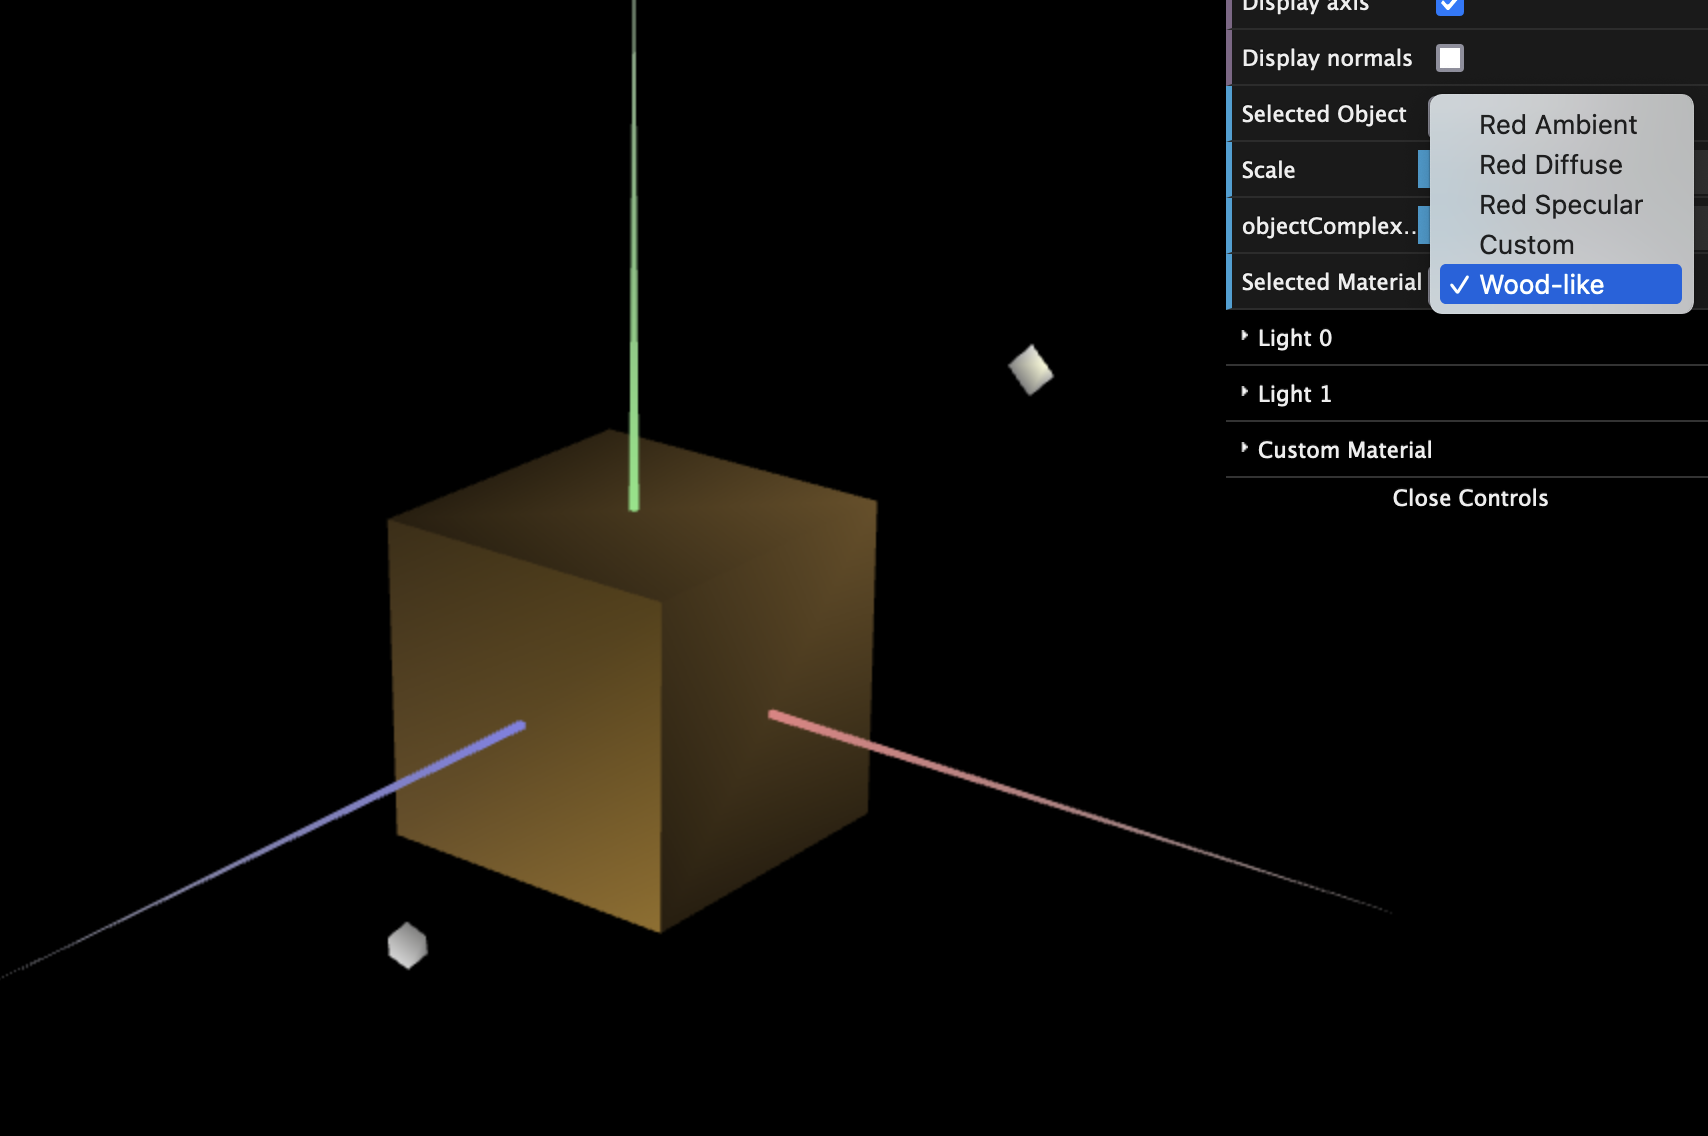 Display axis
Display normals
Selected Object
Red Ambient
Red Diffuse
Scale
Red Specular
objectComplex..
Custom
Selected Material
✓ Wood-like
Light 0
Light 1
Custom Material
Close Controls